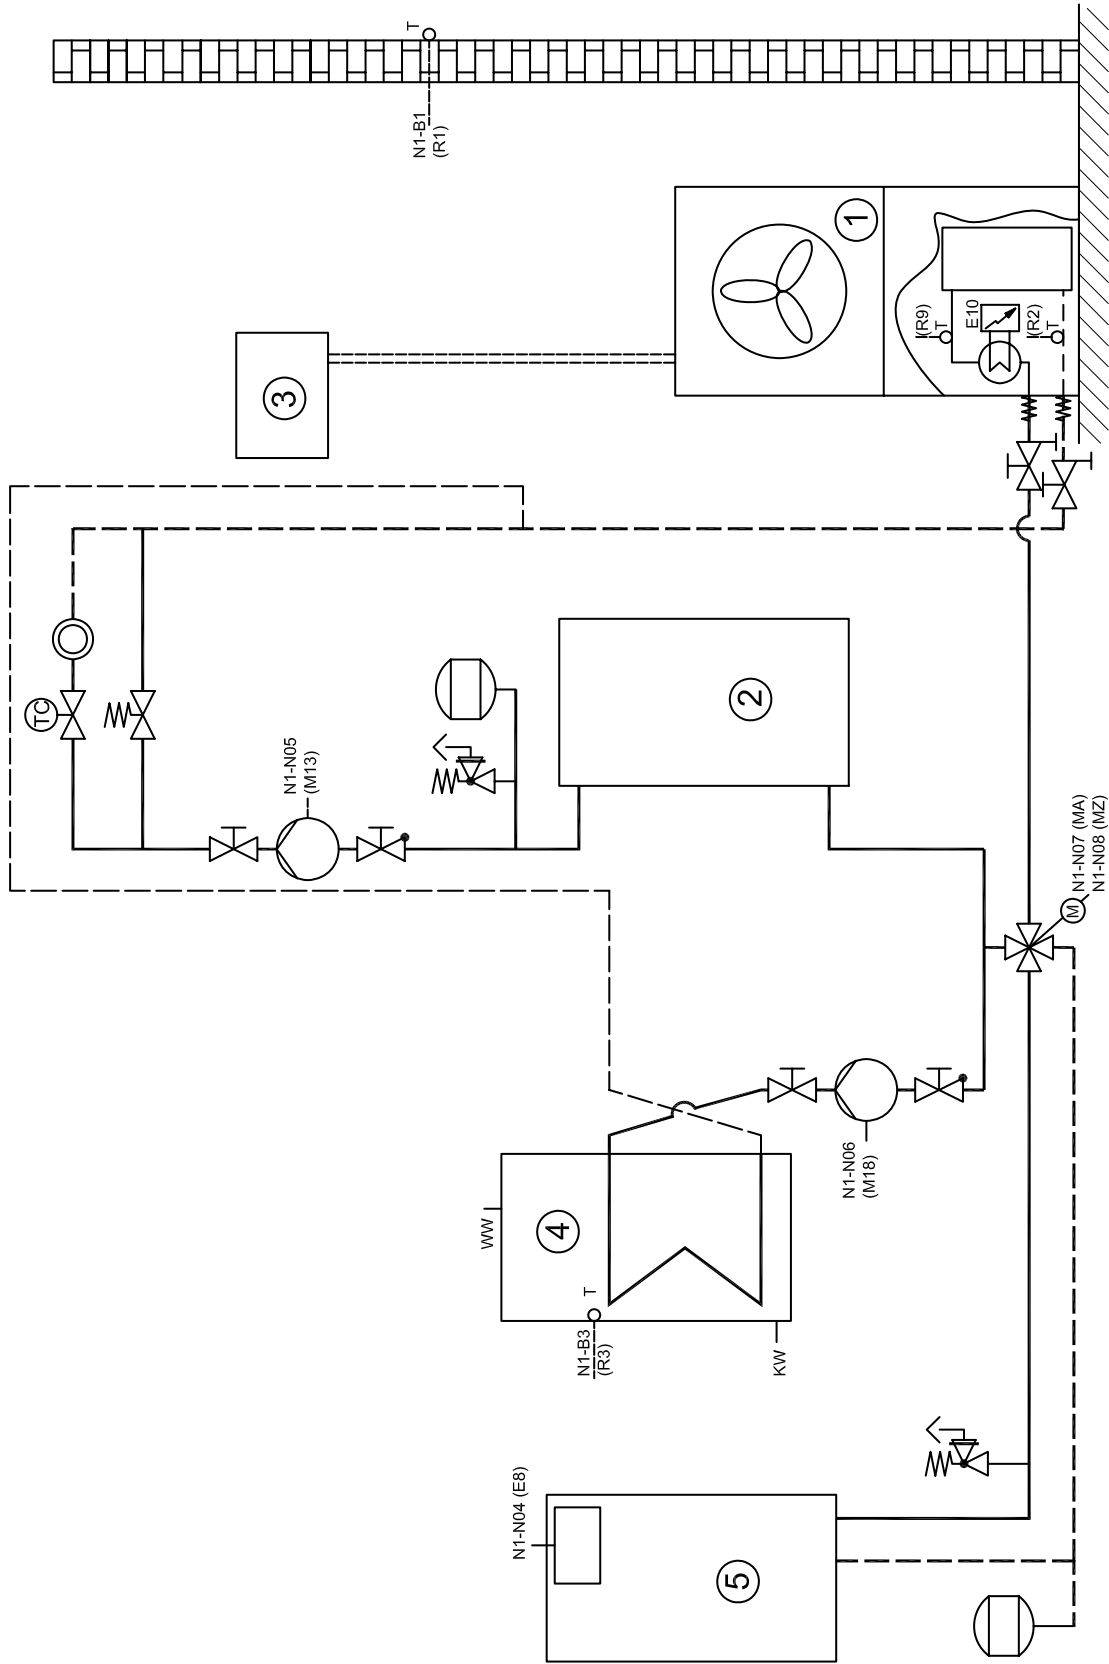 N1-N04 (E8)
5
WW
4
N1-B3
(R3)
T
KW
N1-N06
(M18)
M
N1-N07 (MA)
N1-N08 (MZ)
TC
N1-N05
(M13)
2
3
N1-B1
(R1)
T
1
(R9)
T
E10
(R2)
T